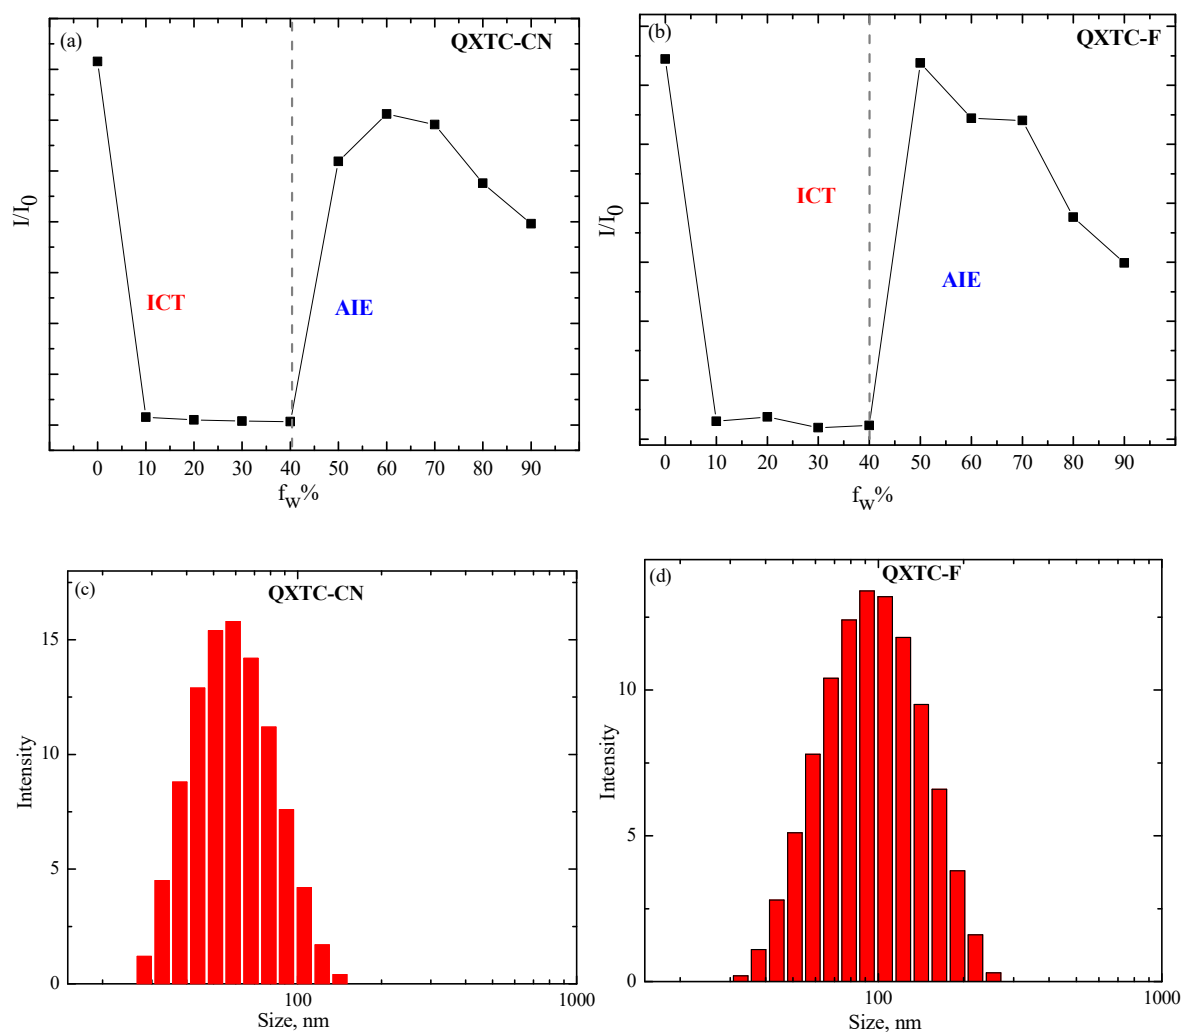 (a)
QXTC-CN
I/I0
ICT
AIE
0 10 20 30 40 50 60 70 80 90
fw%
(b)
QXTC-F
I/I0
ICT
AIE
0 10 20 30 40 50 60 70 80 90
fw%
(c)
QXTC-CN
Intensity
15
10
5
0
100 1000
Size, nm
(d)
QXTC-F
Intensity
10
5
0
100 1000
Size, nm